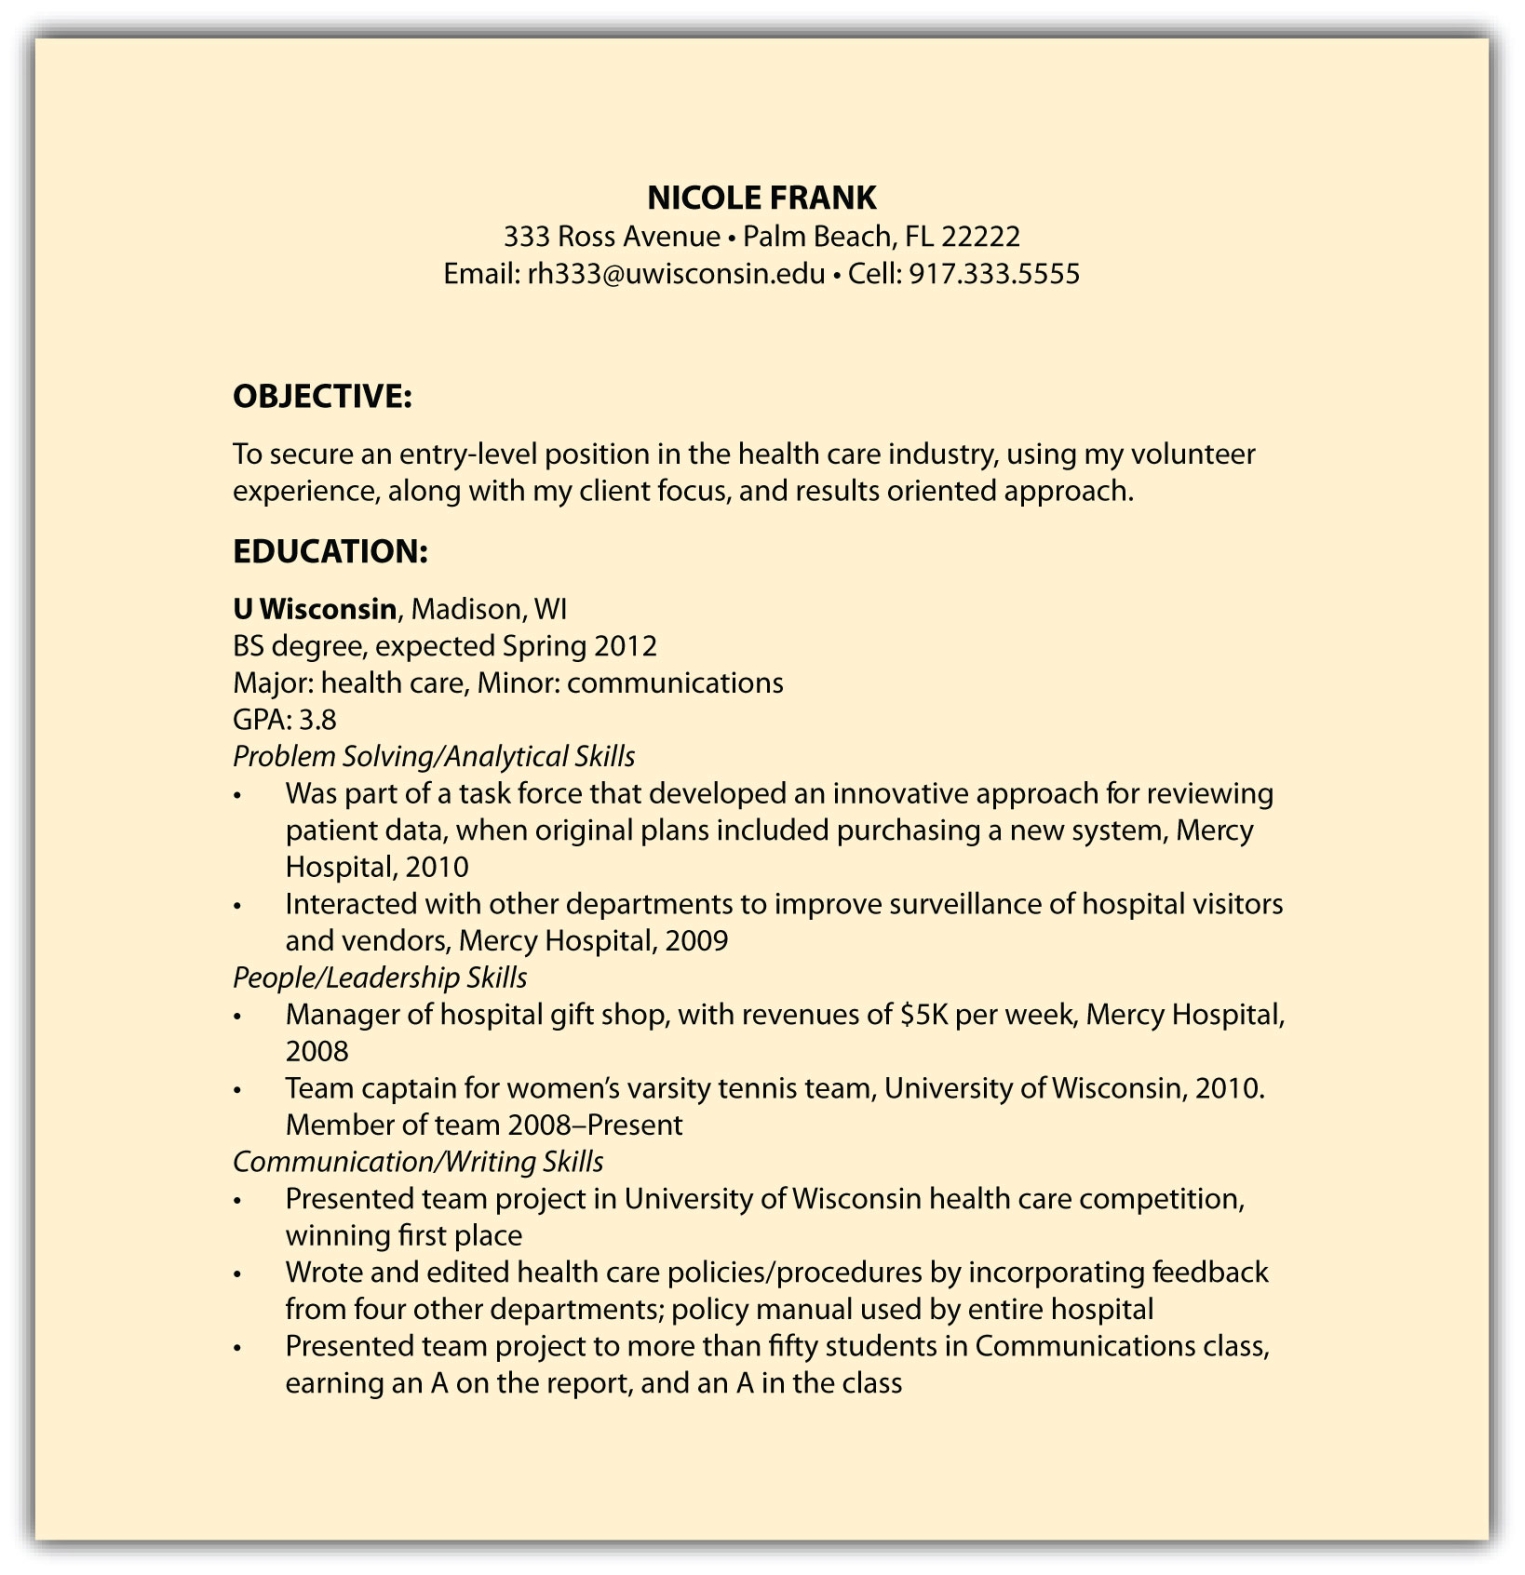 NICOLE FRANK
333 Ross Avenue • Palm Beach, FL 22222
Email: rh333@uwisconsin.edu • Cell: 917.333.5555
OBJECTIVE:
To secure an entry-level position in the health care industry, using my volunteer
experience, along with my client focus, and results oriented approach.
EDUCATION:
U Wisconsin, Madison, WI
BS degree, expected Spring 2012
Major: health care, Minor: communications
GPA: 3.8
Problem Solving/Analytical Skills
• Was part of a task force that developed an innovative approach for reviewing
patient data, when original plans included purchasing a new system, Mercy
Hospital, 2010
• Interacted with other departments to improve surveillance of hospital visitors
and vendors, Mercy Hospital, 2009
People/Leadership Skills
• Manager of hospital gift shop, with revenues of $5K per week, Mercy Hospital,
2008
• Team captain for women’s varsity tennis team, University of Wisconsin, 2010.
Member of team 2008–Present
Communication/Writing Skills
• Presented team project in University of Wisconsin health care competition,
winning first place
• Wrote and edited health care policies/procedures by incorporating feedback
from four other departments; policy manual used by entire hospital
• Presented team project to more than fifty students in Communications class,
earning an A on the report, and an A in the class